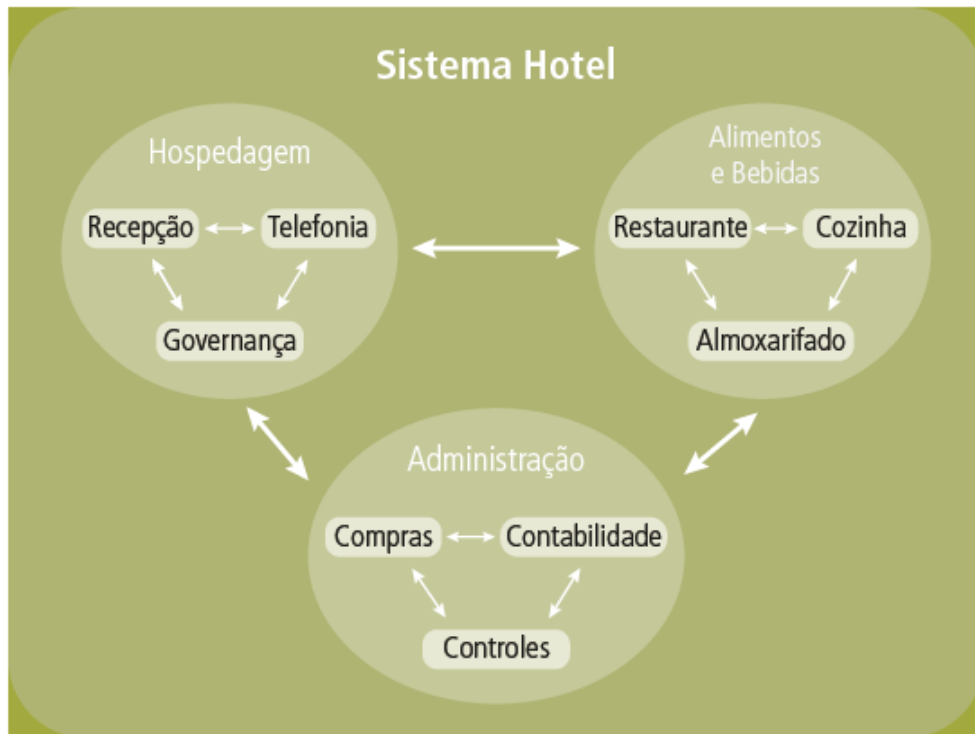 Sistema Hotel
Hospedagem
Recepção
Telefonia
Governança
Alimentos
e Bebidas
Restaurante
Cozinha
Almoxarifado
Administração
Compras
Contabilidade
Controles